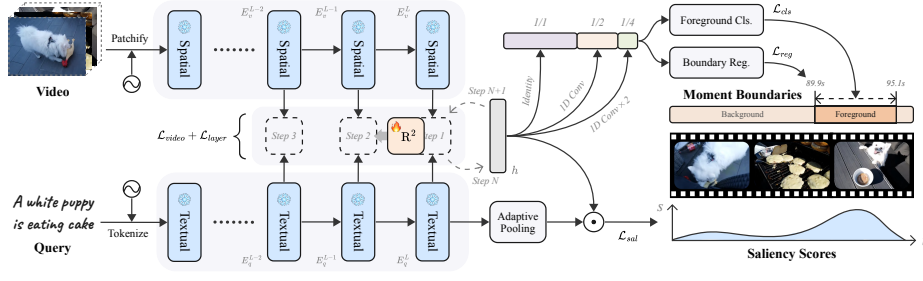 Video
Patchify
E_v^{L-2}
E_v^{L-1}
E_v^L
Spatial
Spatial
Spatial
Spatial
L_video + L_layer
Step 3
Step 2
R²
tep 1
Step N+1
Step N
h
A white puppy
is eating cake
Query
Tokenize
Textual
Textual
Textual
Textual
E_q^{L-2}
E_q^{L-1}
E_q^L
Adaptive
Pooling
1/1
1/2
1/4
Identity
1D Conv
1D Conv × 2
Foreground Cls.
L_cls
Boundary Reg.
L_reg
Moment Boundaries
89.9s
95.1s
Background
Foreground
L_sal
S
Saliency Scores